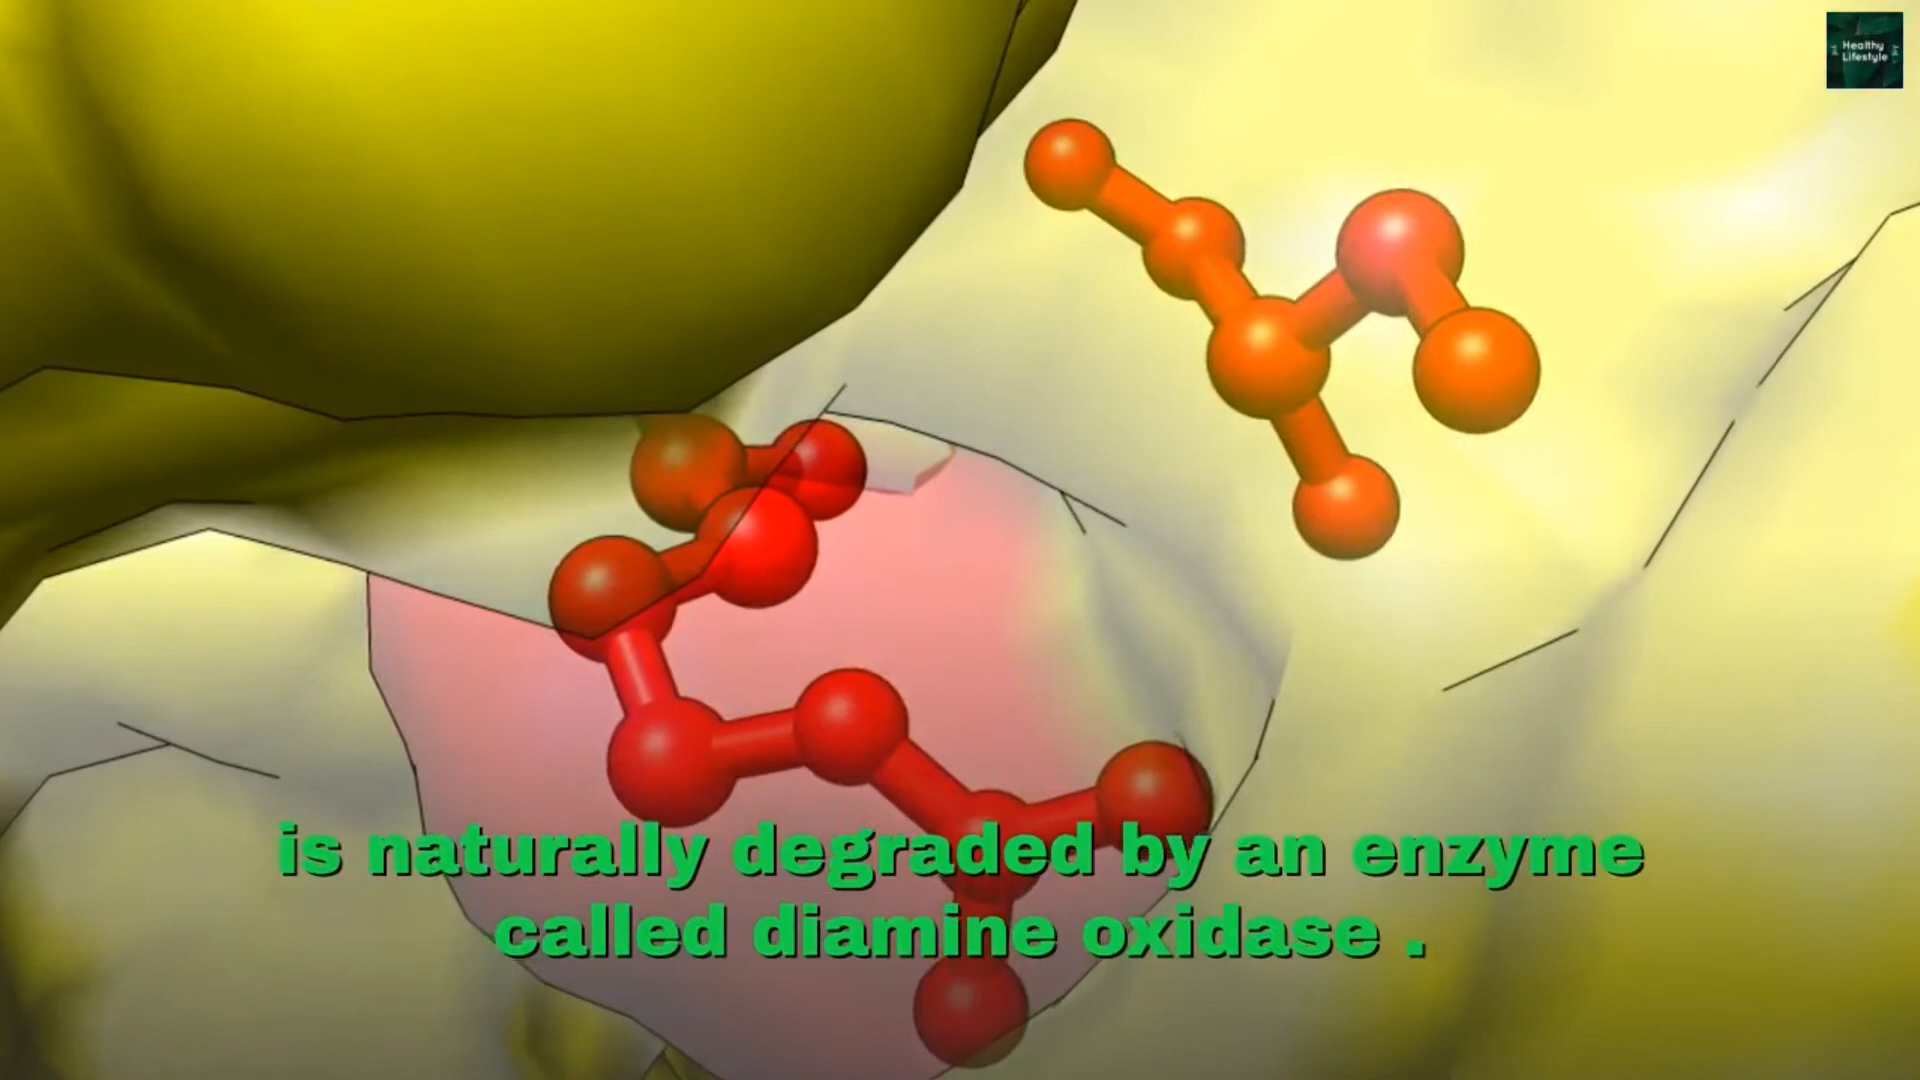 Healthy
Lifestyle
is naturally degraded by an enzyme
called diamine oxidase .